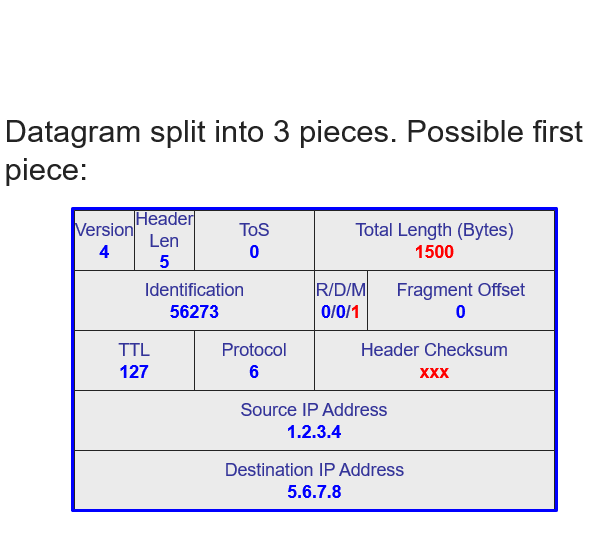 Datagram split into 3 pieces. Possible first
piece:
Version Header Len ToS Total Length (Bytes)
4 5 0 1500
Identification R/D/M Fragment Offset
56273 0/0/1 0
TTL Protocol Header Checksum
127 6 xxx
Source IP Address
1.2.3.4
Destination IP Address
5.6.7.8